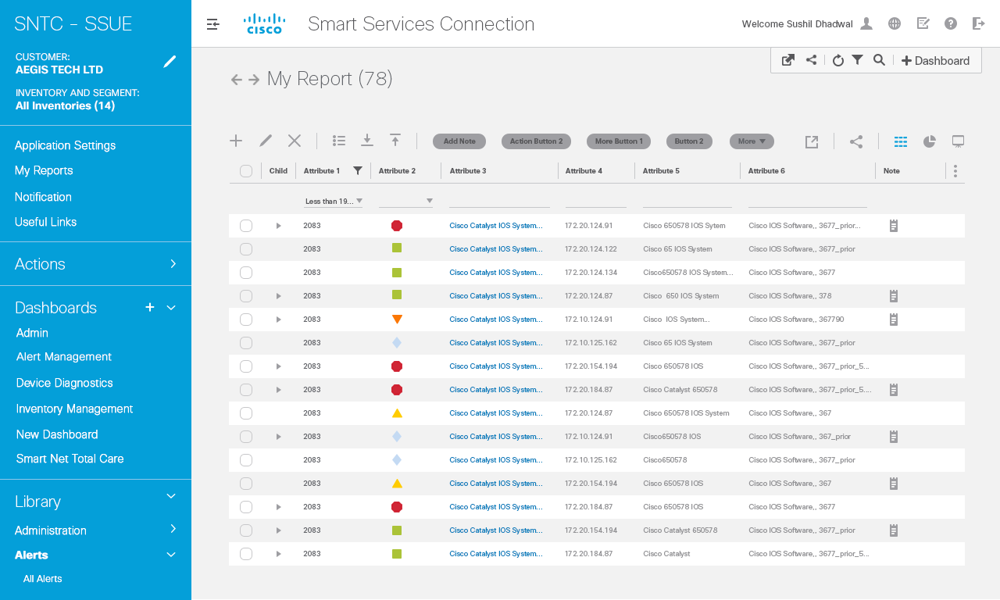 SNTC – SSUE
CUSTOMER:
AEGIS TECH LTD
INVENTORY AND SEGMENT:
All Inventories (14)
Application Settings
My Reports
Notification
Useful Links
Actions
Dashboards
Admin
Alert Management
Device Diagnostics
Inventory Management
New Dashboard
Smart Net Total Care
Library
Administration
Alerts
All Alerts
CISCO
Smart Services Connection
Welcome Sushil Dhadwal
Dashboard
My Report (78)
Add Note Action Button 2 More Button 1 Button 2 More
Child Attribute 1 Attribute 2 Attribute 3 Attribute 4 Attribute 5 Attribute 6 Note
Less than 19...
2083 Cisco Catalyst IOS System... 172.20.124.91 Cisco 650578 IOS Sytem Cisco IOS Software,, 3677_prior...
2083 Cisco Catalyst IOS System... 172.20.124.122 Cisco 65 IOS System Cisco IOS Software,, 3677_prior
2083 Cisco Catalyst IOS System... 172.20.124.134 Cisco650578 IOS System... Cisco IOS Software,, 3677
2083 Cisco Catalyst IOS System... 172.20.124.87 Cisco 650 IOS System Cisco IOS Software,, 378
2083 Cisco Catalyst IOS System... 172.10.124.91 Cisco IOS System... Cisco IOS Software,, 367790
2083 Cisco Catalyst IOS System... 172.10.125.162 Cisco 65 IOS System Cisco IOS Software,, 3677_prior
2083 Cisco Catalyst IOS System... 172.20.154.194 Cisco 650578 IOS Cisco IOS Software,, 3677_prior_5...
2083 Cisco Catalyst IOS System... 172.20.184.87 Cisco Catalyst 650578 Cisco IOS Software,, 3677_prior_5....
2083 Cisco Catalyst IOS System... 172.20.124.87 Cisco 650578 IOS System Cisco IOS Software,, 367
2083 Cisco Catalyst IOS System... 172.10.124.91 Cisco650578 IOS Cisco IOS Software,, 367_prior
2083 Cisco Catalyst IOS System... 172.10.125.162 Cisco650578 Cisco IOS Software,, 3677_prior
2083 Cisco Catalyst IOS System... 172.20.154.194 Cisco 650578 IOS Cisco IOS Software,, 367
2083 Cisco Catalyst IOS System... 172.20.184.87 Cisco 650578 IOS Cisco IOS Software,, 3677
2083 Cisco Catalyst IOS System... 172.20.154.194 Cisco Catalyst 650578 Cisco IOS Software,, 3677_prior
2083 Cisco Catalyst IOS System... 172.20.184.87 Cisco Catalyst Cisco IOS Software,, 3677_prior_5...